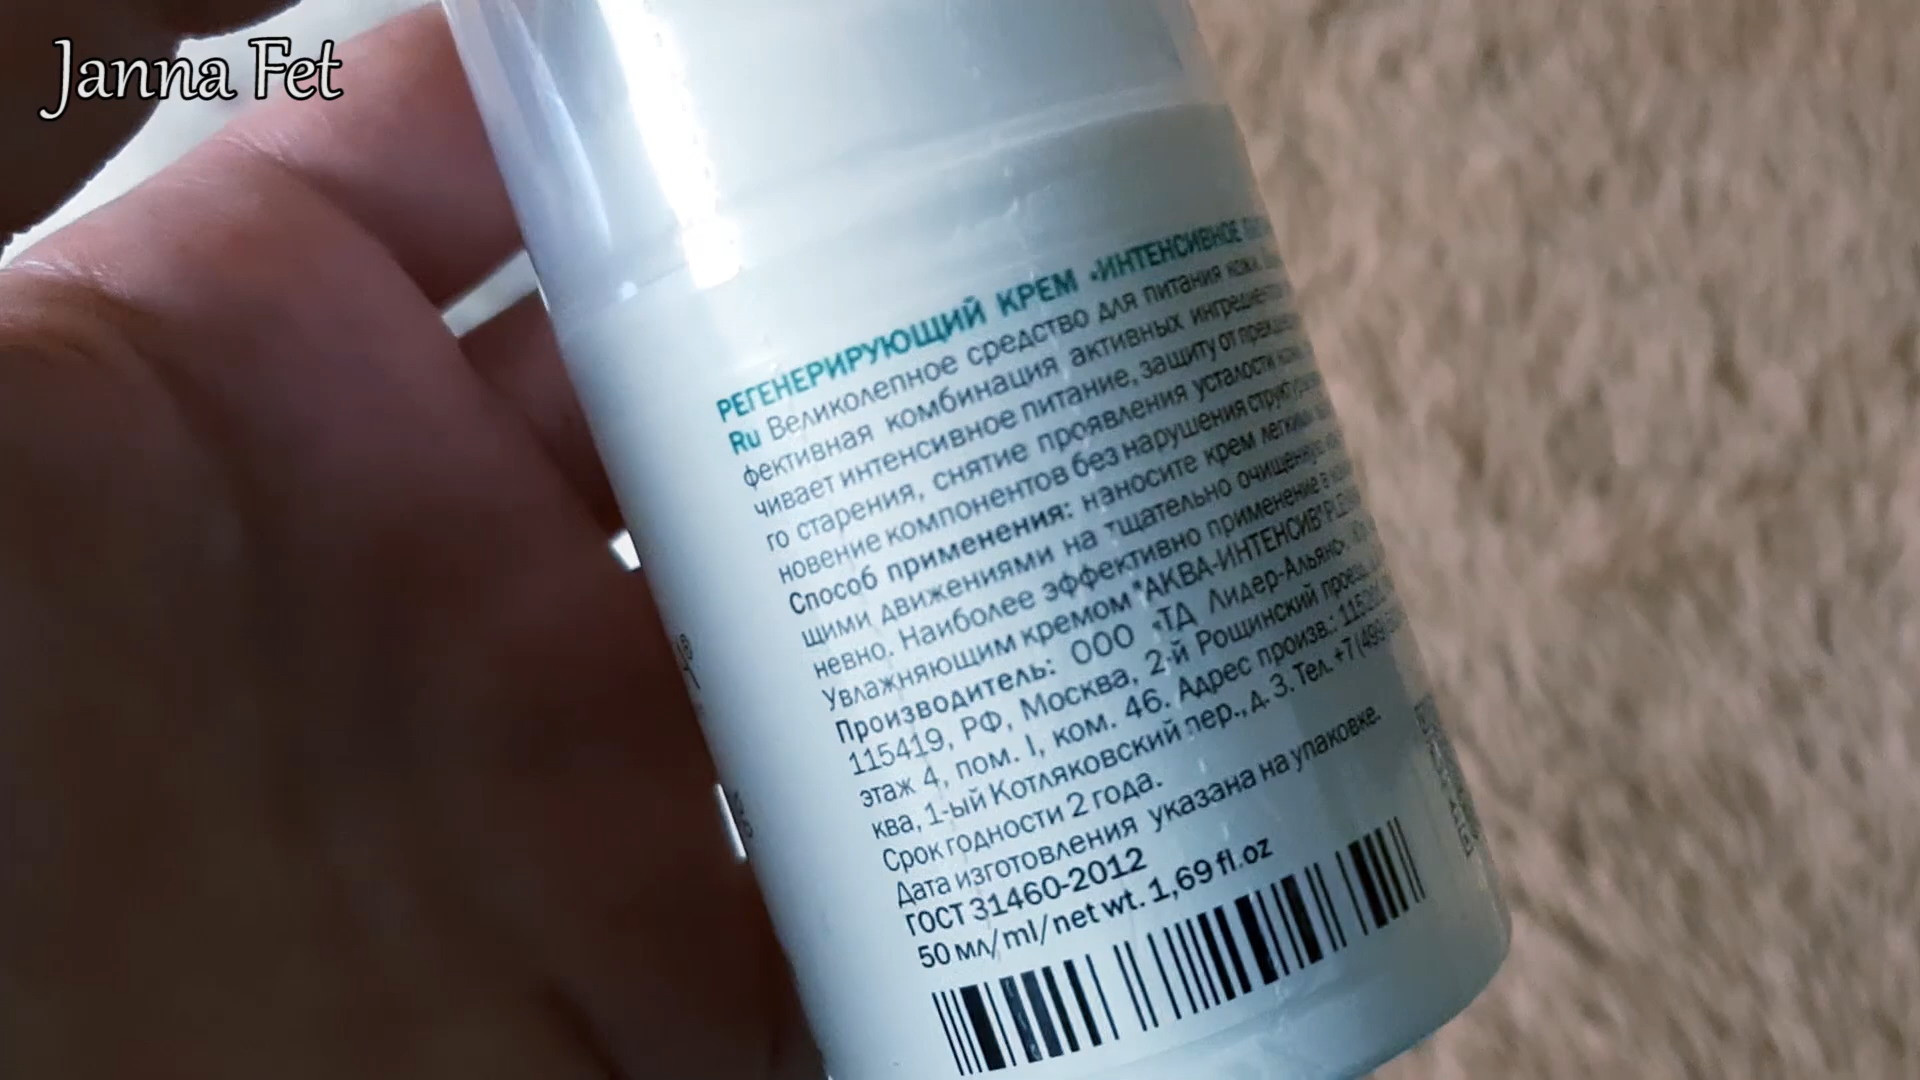 Janna Fet
РЕГЕНЕРИРУЮЩИЙ КРЕМ «ИНТЕНСИВНОЕ
Ru Великолепное средство для питания кожи.
фективная комбинация активных ингредиентов
чивает интенсивное питание, защиту от
го старения, снятие проявления усталости кожи
новение компонентов без нарушения структуры
Способ применения: наносите крем легкими
щими движениями на тщательно очищенную
невно. Наиболее эффективно применение в
Увлажняющим кремом "АКВА-ИНТЕНСИВ"
Производитель: ООО «ТД Лидер-Альянс».
115419, РФ, Москва, 2-й Рощинский проезд,
этаж 4, пом. I, ком. 46. Адрес произв.:
ква, 1-ый Котляковский пер., д. 3. Тел. +7 (499)
Срок годности 2 года.
Дата изготовления указана на упаковке.
ГОСТ 31460-2012
50 мл/ml/net wt. 1,69 fl.oz